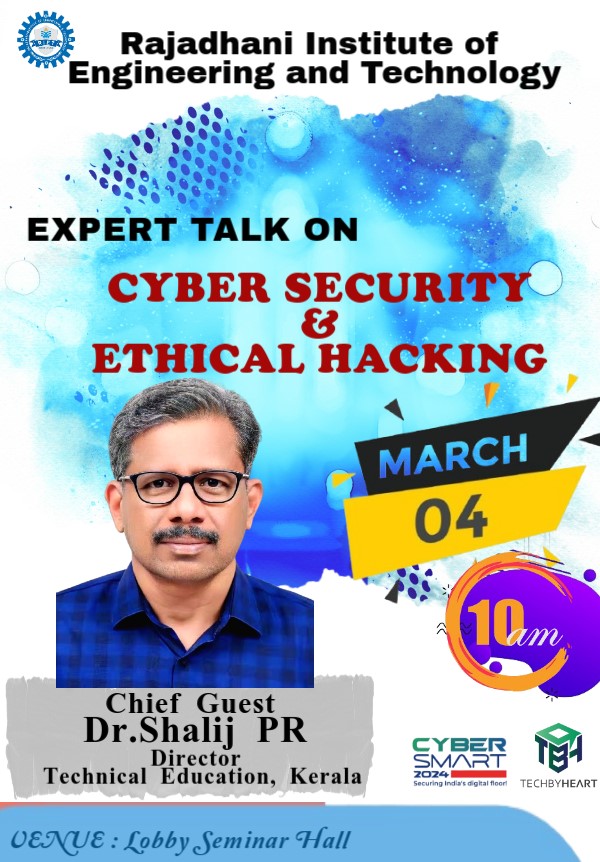 Rajadhani Institute of
Engineering and Technology
EXPERT TALK ON
CYBER SECURITY
&
ETHICAL HACKING
MARCH
04
10am
Chief Guest
Dr.Shalij PR
Director
Technical Education, Kerala
CYBER
SMART
2024
Securing India's digital floor!
TECHBYHEART
VENUE : Lobby Seminar Hall